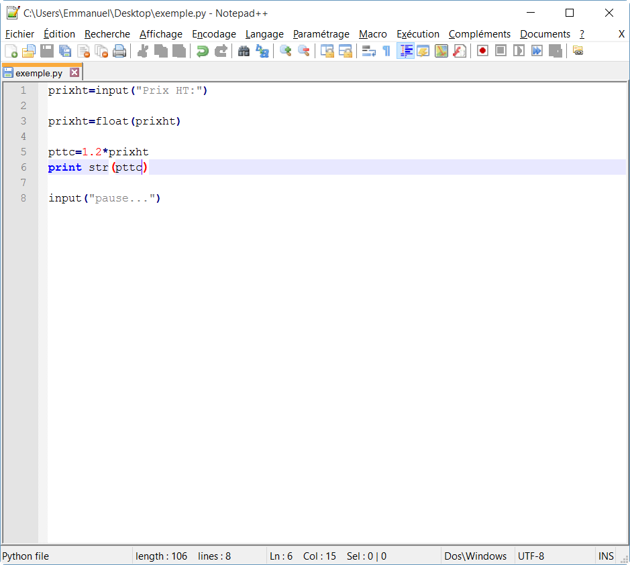 C:\Users\Emmanuel\Desktop\exemple.py - Notepad++
Fichier Édition Recherche Affichage Encodage Langage Paramétrage Macro Exécution Compléments Documents ? X
exemple.py
1 prixht=input("Prix HT:")
2
3 prixht=float(prixht)
4
5 pttc=1.2*prixht
6 print str(pttc)
7
8 input("pause...")
Python file length : 106 lines : 8 Ln : 6 Col : 15 Sel : 0 | 0 Dos\Windows UTF-8 INS